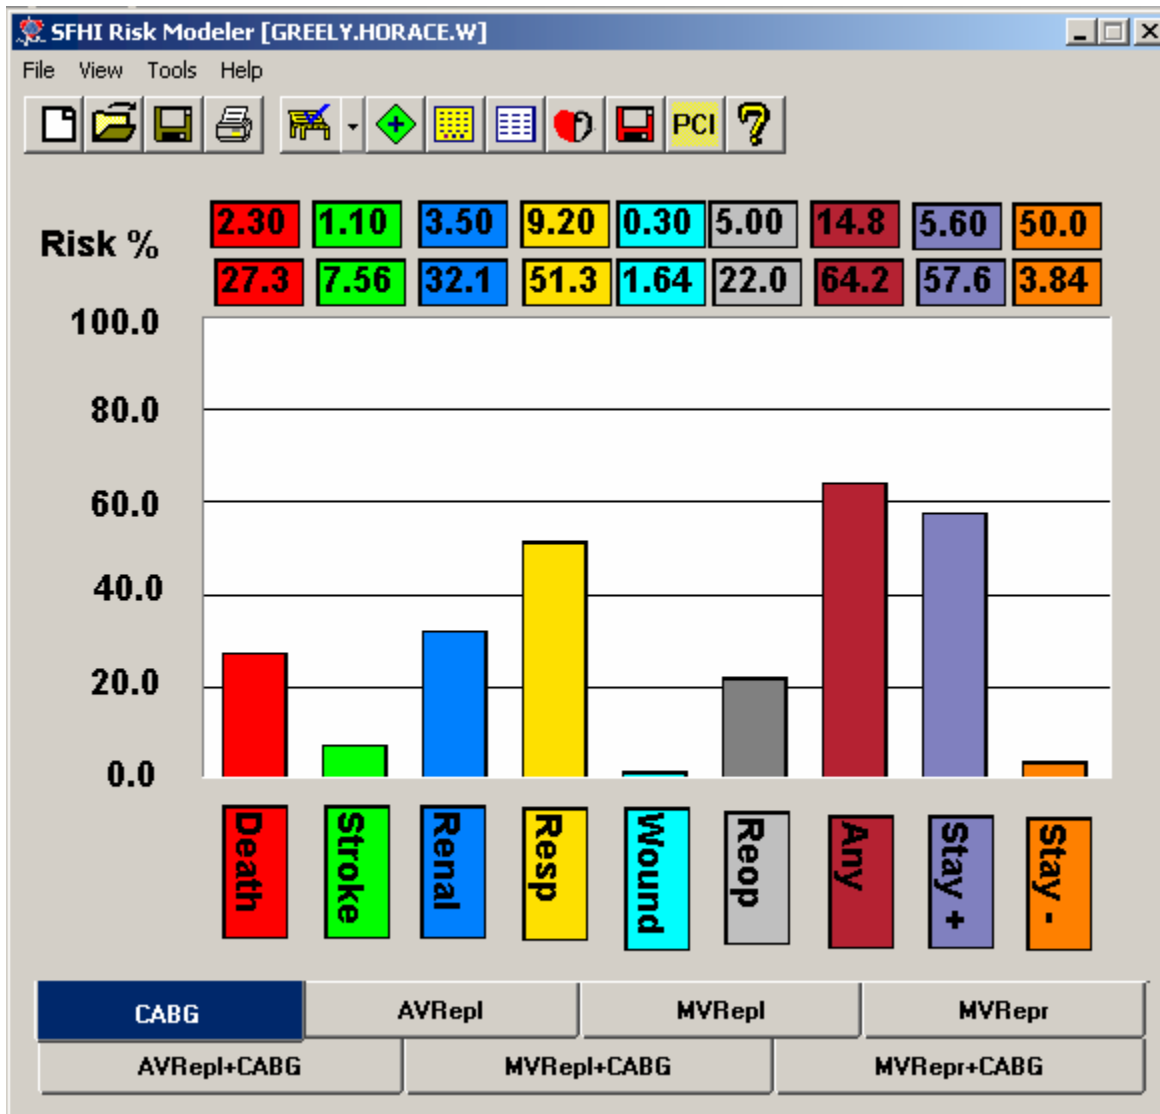 SFHI Risk Modeler [GREELY.HORACE.W]
File View Tools Help
PCI ?
Risk %
2.30 1.10 3.50 9.20 0.30 5.00 14.8 5.60 50.0
27.3 7.56 32.1 51.3 1.64 22.0 64.2 57.6 3.84
100.0
80.0
60.0
40.0
20.0
0.0
Death Stroke Renal Resp Wound Reop Any Stay + Stay -
CABG AVRepl MVRepl MVRepr
AVRepl+CABG MVRepl+CABG MVRepr+CABG